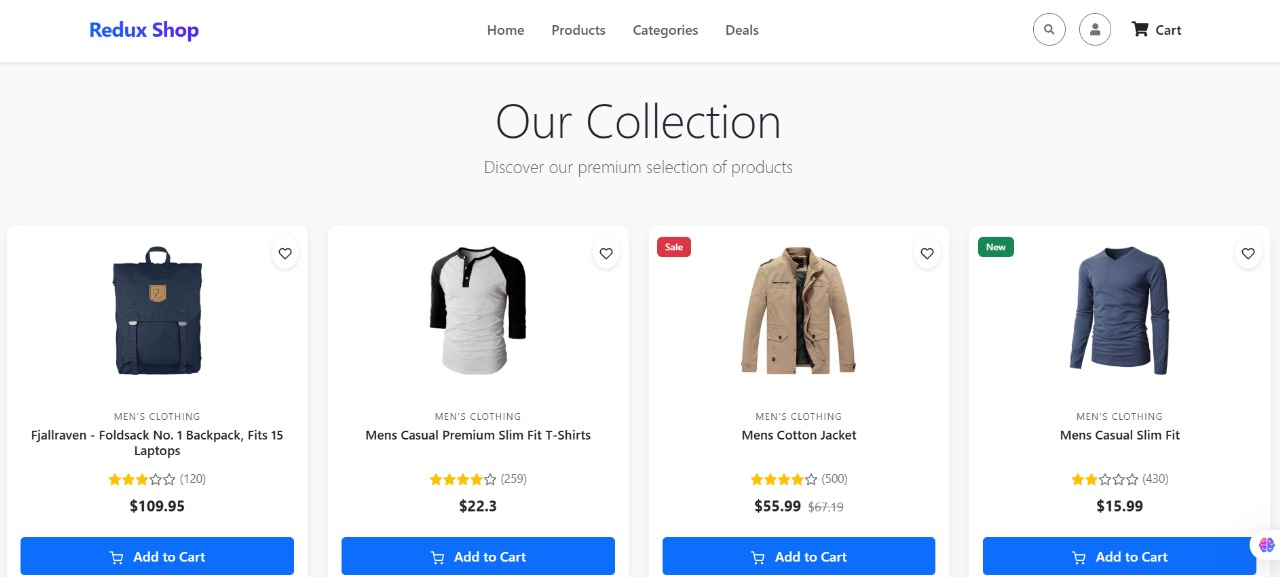 Redux Shop
Home
Products
Categories
Deals
Cart
Our Collection
Discover our premium selection of products
MEN'S CLOTHING
Fjallraven - Foldsack No. 1 Backpack, Fits 15
Laptops
(120)
$109.95
Add to Cart
MEN'S CLOTHING
Mens Casual Premium Slim Fit T-Shirts
(259)
$22.3
Add to Cart
Sale
MEN'S CLOTHING
Mens Cotton Jacket
(500)
$55.99 $67.19
Add to Cart
New
MEN'S CLOTHING
Mens Casual Slim Fit
(430)
$15.99
Add to Cart